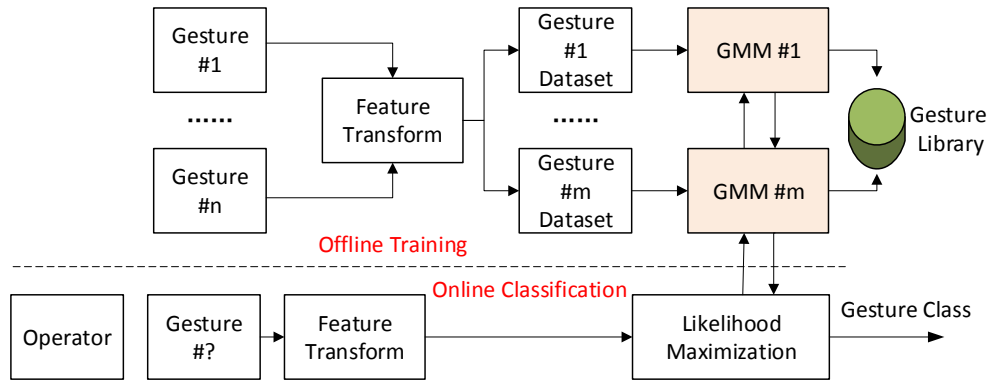 Gesture
#1
......
Gesture
#n
Feature
Transform
Gesture
#1
Dataset
......
Gesture
#m
Dataset
GMM #1
GMM #m
Gesture
Library
Offline Training
Online Classification
Operator
Gesture
#?
Feature
Transform
Likelihood
Maximization
Gesture Class